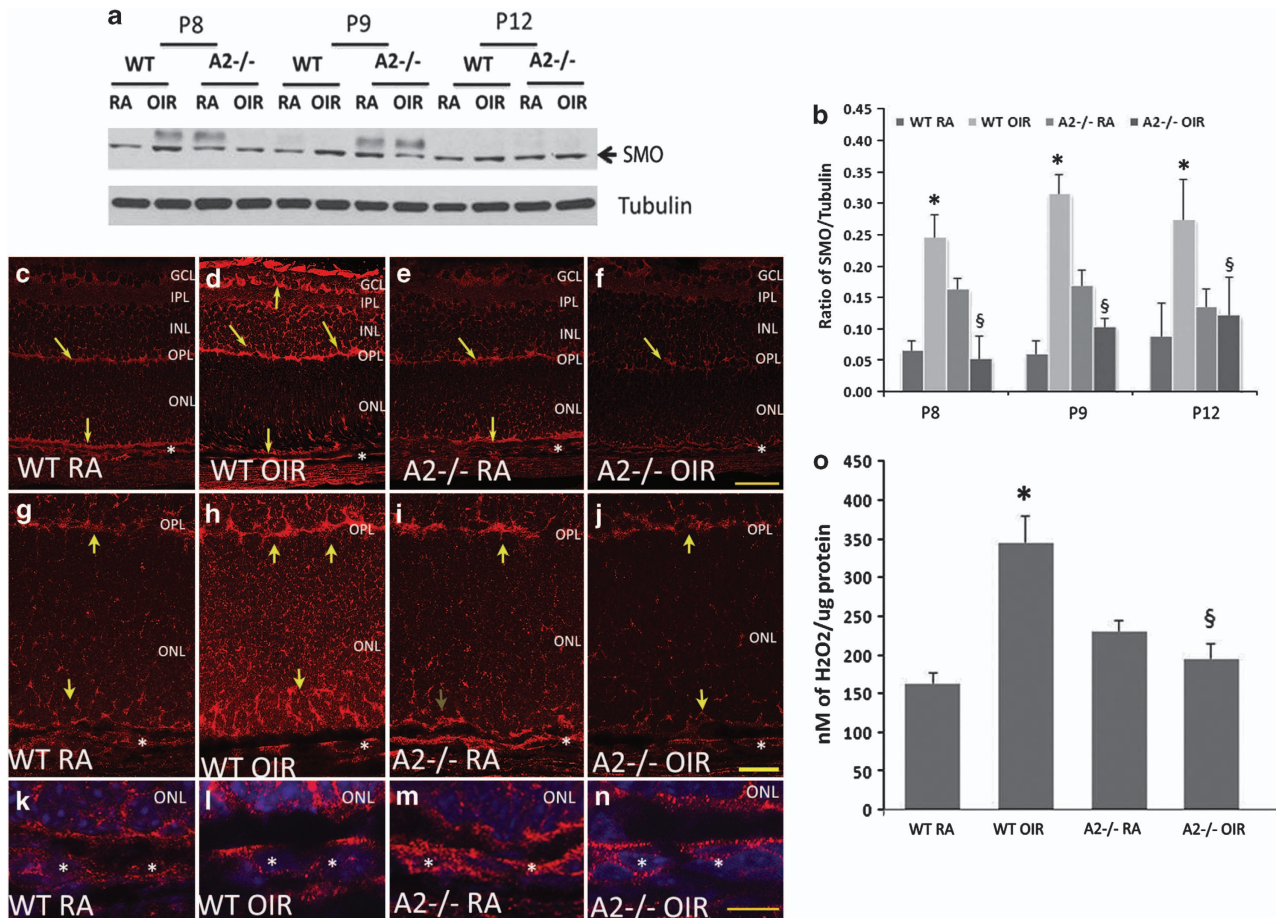 a
P8 P9 P12
WT A2-/- WT A2-/- WT A2-/-
RA OIR RA OIR RA OIR RA OIR RA OIR RA OIR
SMO
Tubulin
b
WT RA WT OIR A2-/- RA A2-/- OIR
Ratio of SMO/Tubulin
0.45
0.40
0.35
0.30
0.25
0.20
0.15
0.10
0.05
0.00
* § * § * §
P8 P9 P12
c GCL IPL INL OPL ONL * WT RA
d GCL IPL INL OPL ONL * WT OIR
e GCL IPL INL OPL ONL * A2-/- RA
f GCL IPL INL OPL ONL * A2-/- OIR
g OPL ONL * WT RA
h OPL ONL * WT OIR
i OPL ONL * A2-/- RA
j OPL ONL * A2-/- OIR
k ONL * * WT RA
l ONL * * WT OIR
m ONL * * A2-/- RA
n ONL * * A2-/- OIR
o
nM of H2O2/ug protein
450
400
350
300
250
200
150
100
50
0
* §
WT RA WT OIR A2-/- RA A2-/- OIR